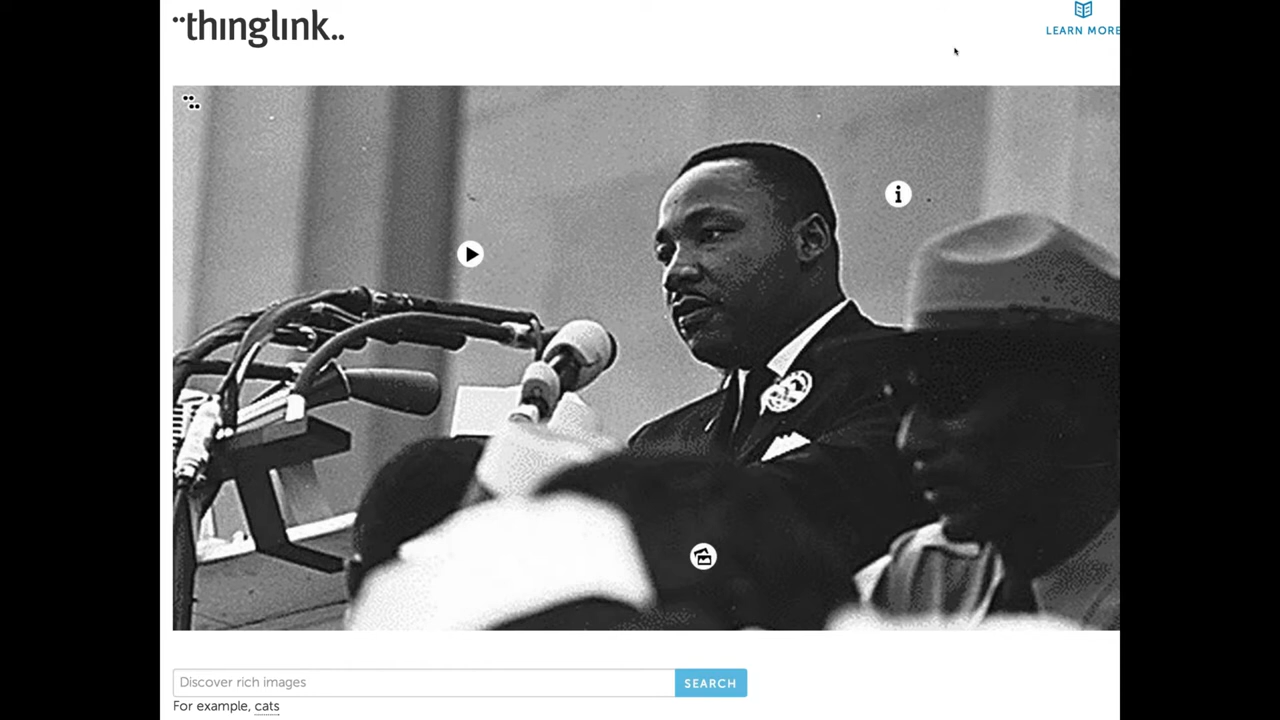 thinglink..
LEARN MORE
i
Discover rich images
SEARCH
For example, cats